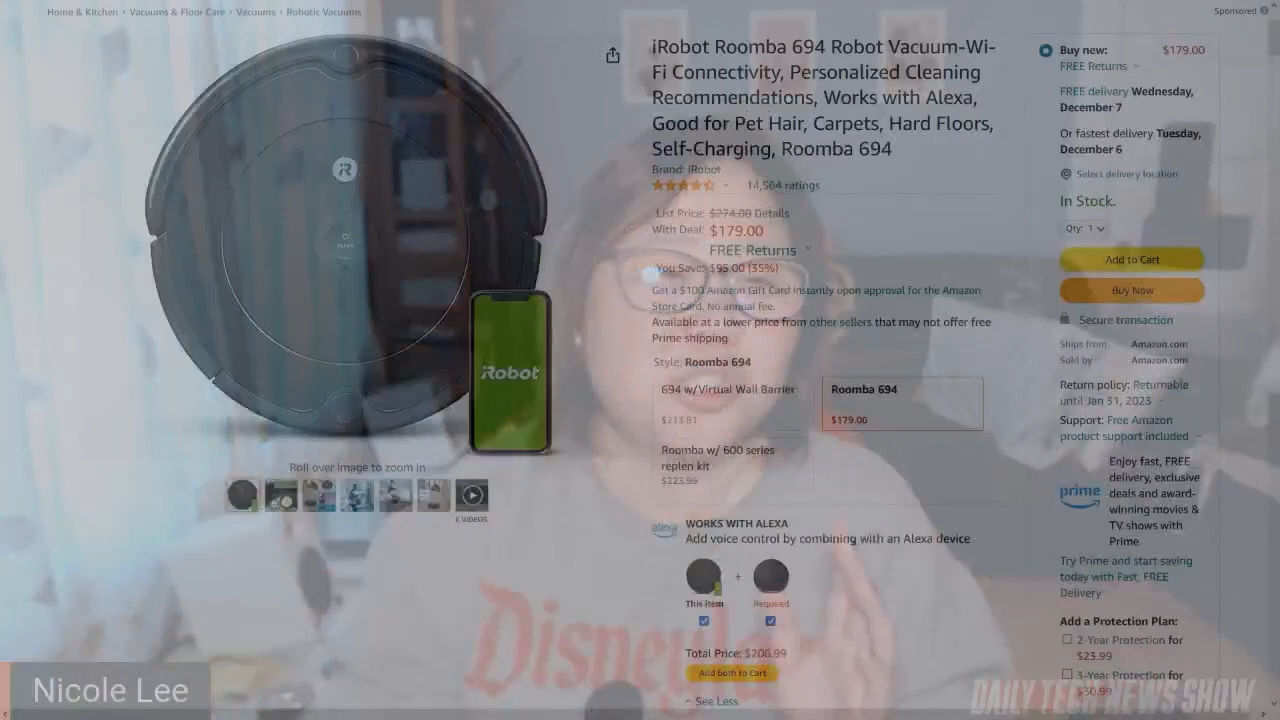 Home & Kitchen › Vacuums & Floor Care › Vacuums › Robotic Vacuums
Sponsored
iRobot Roomba 694 Robot Vacuum-Wi-
Fi Connectivity, Personalized Cleaning
Recommendations, Works with Alexa,
Good for Pet Hair, Carpets, Hard Floors,
Self-Charging, Roomba 694
Brand: iRobot
14,564 ratings
List Price: $274.00 Details
With Deal: $179.00
FREE Returns
You Save: $95.00 (35%)
Get a $100 Amazon Gift Card instantly upon approval for the Amazon
Store Card. No annual fee.
Available at a lower price from other sellers that may not offer free
Prime shipping.
Style: Roomba 694
694 w/Virtual Wall Barrier
$213.81
Roomba 694
$179.00
Roomba w/ 600 series
replen kit
$223.99
WORKS WITH ALEXA
alexa
Add voice control by combining with an Alexa device
+
This item
Required
Total Price: $206.99
Add both to Cart
See Less
CLEAN
iRobot
Roll over image to zoom in
6 VIDEOS
Buy new: $179.00
FREE Returns
FREE delivery Wednesday,
December 7
Or fastest delivery Tuesday,
December 6
Select delivery location
In Stock.
Qty: 1
Add to Cart
Buy Now
Secure transaction
Ships from Amazon.com
Sold by Amazon.com
Return policy: Returnable
until Jan 31, 2023
Support: Free Amazon
product support included
prime
Enjoy fast, FREE
delivery, exclusive
deals and award-
winning movies &
TV shows with
Prime
Try Prime and start saving
today with Fast, FREE
Delivery
Add a Protection Plan:
2-Year Protection for
$23.99
3-Year Protection for
$30.99
Nicole Lee
DAILY TECH NEWS SHOW